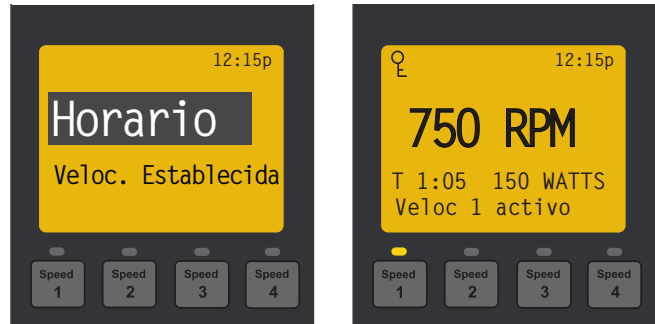 12:15p
Horario
Veloc. Establecida
Speed 1
Speed 2
Speed 3
Speed 4
12:15p
750 RPM
T 1:05 150 WATTS
Veloc 1 activo
Speed 1
Speed 2
Speed 3
Speed 4